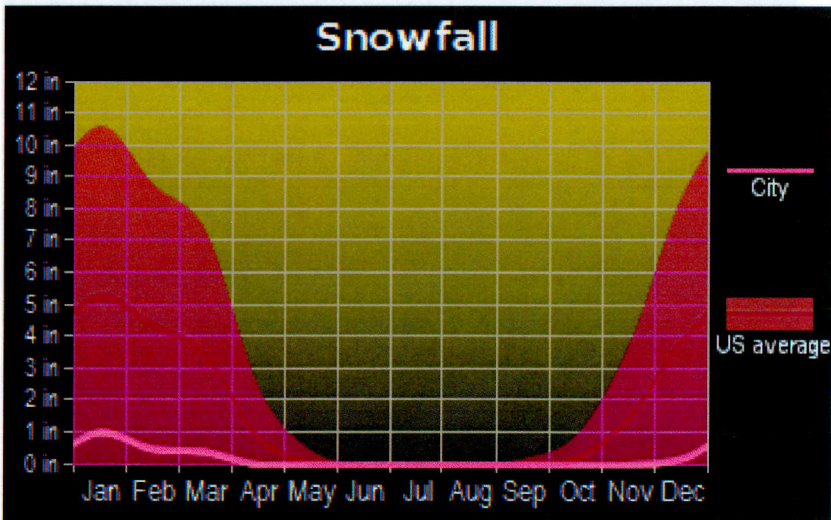 Snowfall
12 in
11 in
10 in
9 in
8 in
7 in
6 in
5 in
4 in
3 in
2 in
1 in
0 in
Jan Feb Mar Apr May Jun Jul Aug Sep Oct Nov Dec
City
US average